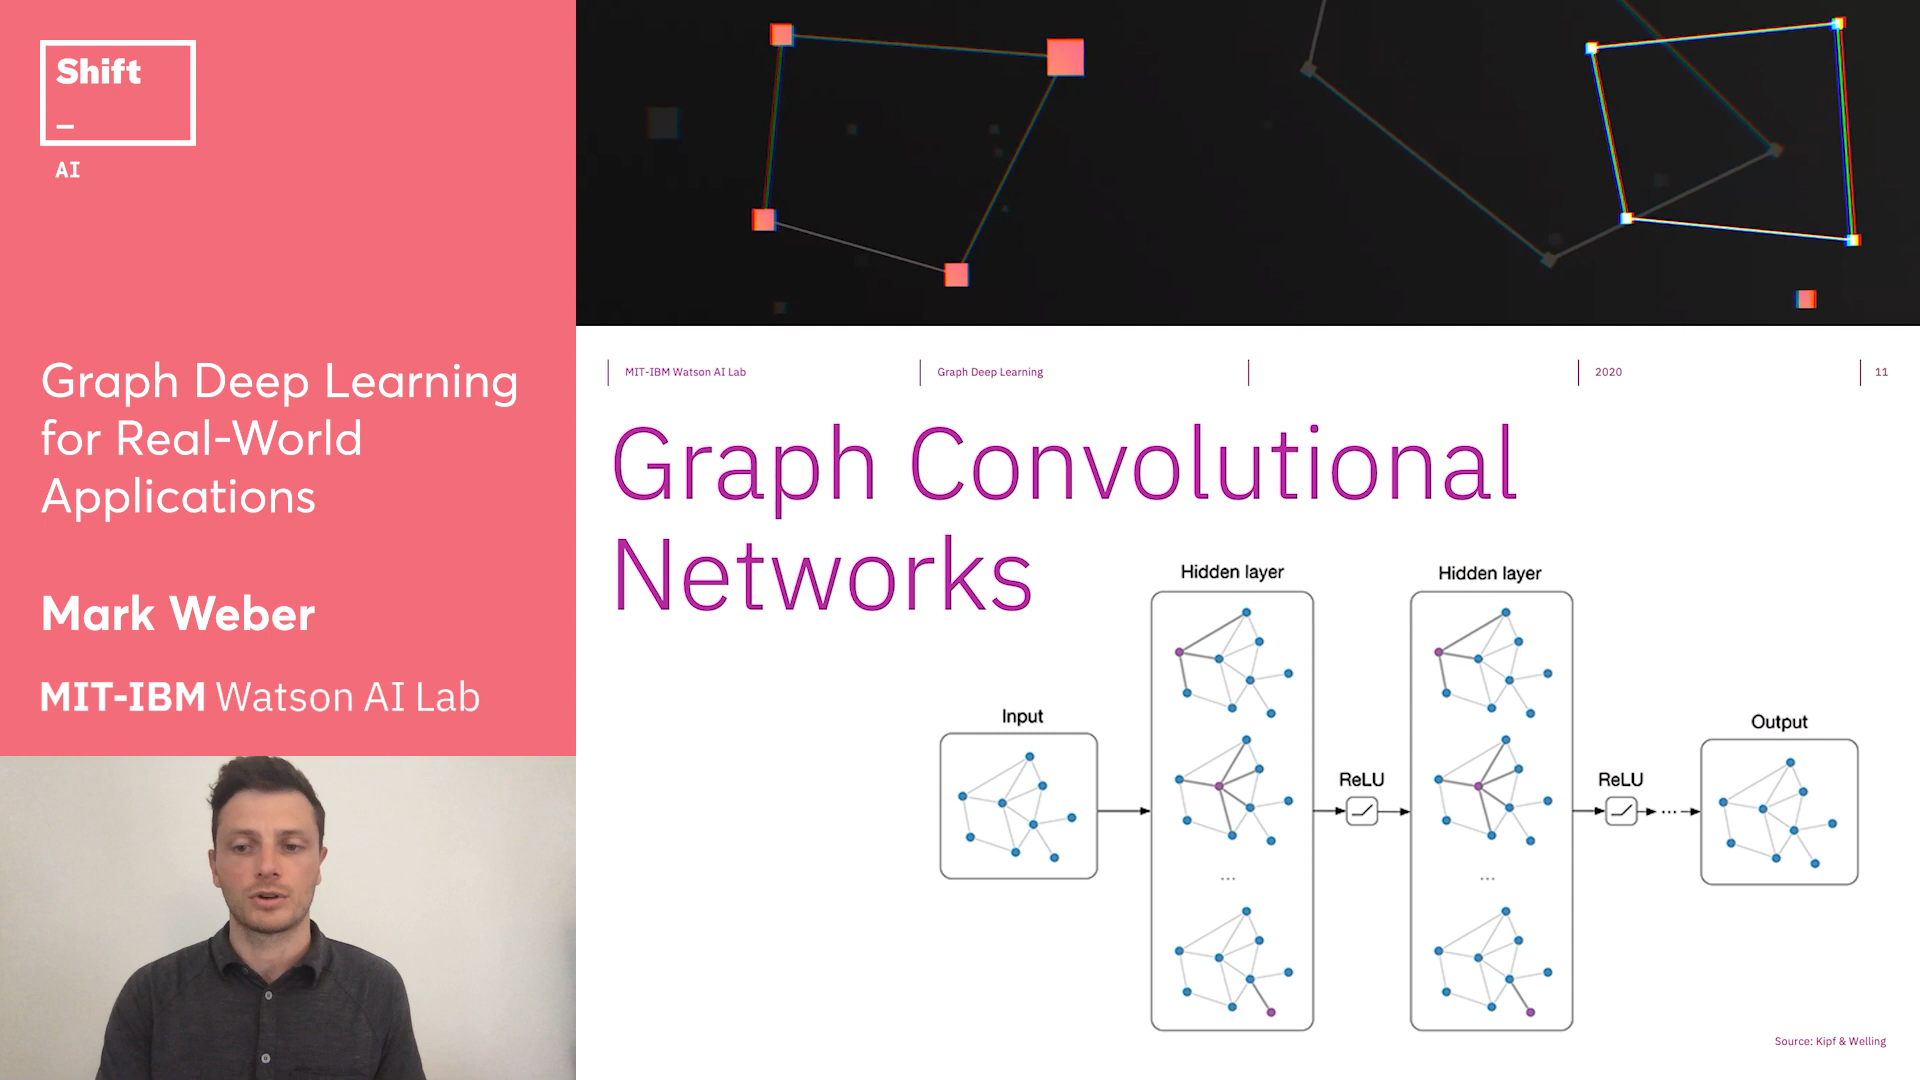 Shift
_
AI
Graph Deep Learning
for Real-World
Applications
Mark Weber
MIT-IBM Watson AI Lab
MIT-IBM Watson AI Lab
Graph Deep Learning
2020
11
Graph Convolutional
Networks
Hidden layer
Hidden layer
Input
Output
ReLU
ReLU
...
...
...
Source: Kipf & Welling